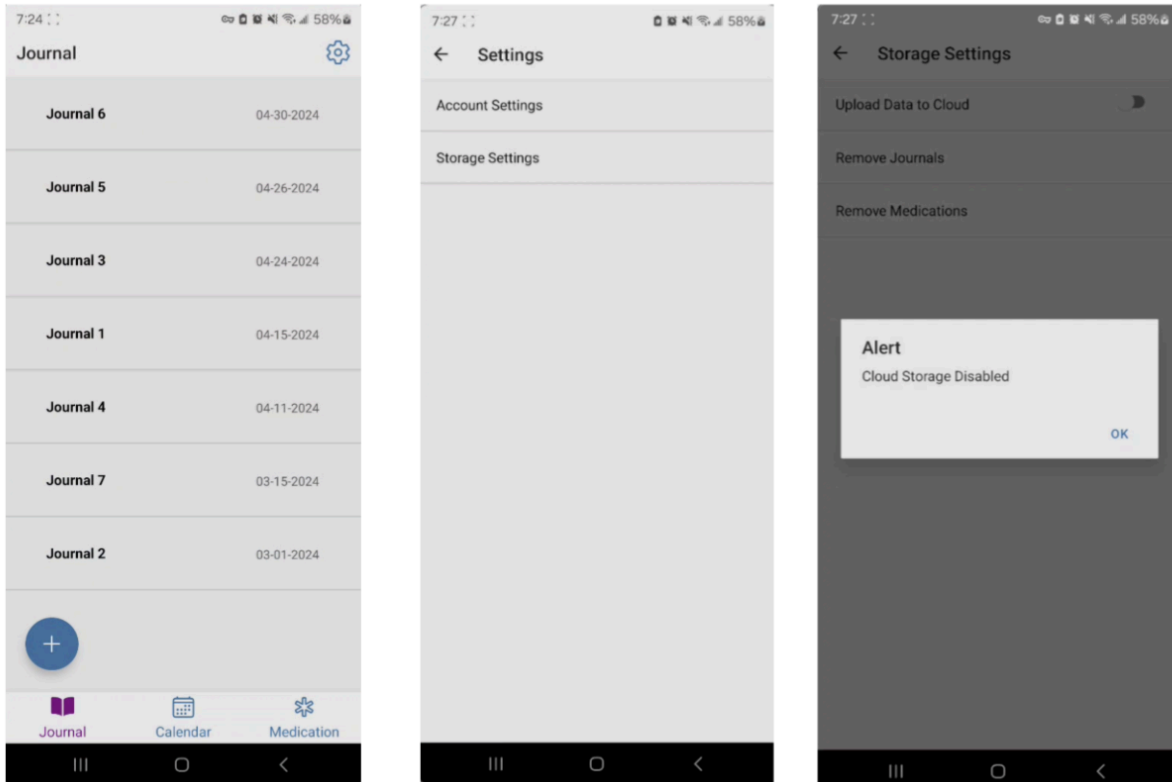 7:24
58%
Journal
Journal 6 04-30-2024
Journal 5 04-26-2024
Journal 3 04-24-2024
Journal 1 04-15-2024
Journal 4 04-11-2024
Journal 7 03-15-2024
Journal 2 03-01-2024
+
Journal Calendar Medication
7:27
58%
Settings
Account Settings
Storage Settings
7:27
58%
Storage Settings
Upload Data to Cloud
Remove Journals
Remove Medications
Alert
Cloud Storage Disabled
OK